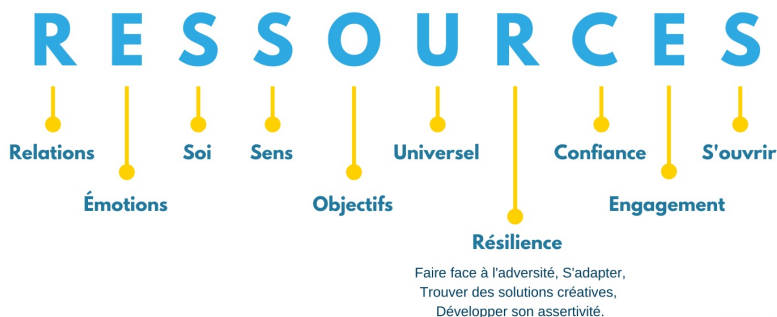 RESSOURCES
Relations Soi Sens Universel Confiance S'ouvrir
Émotions Objectifs Engagement
Résilience
Faire face à l'adversité, S'adapter,
Trouver des solutions créatives,
Développer son assertivité.